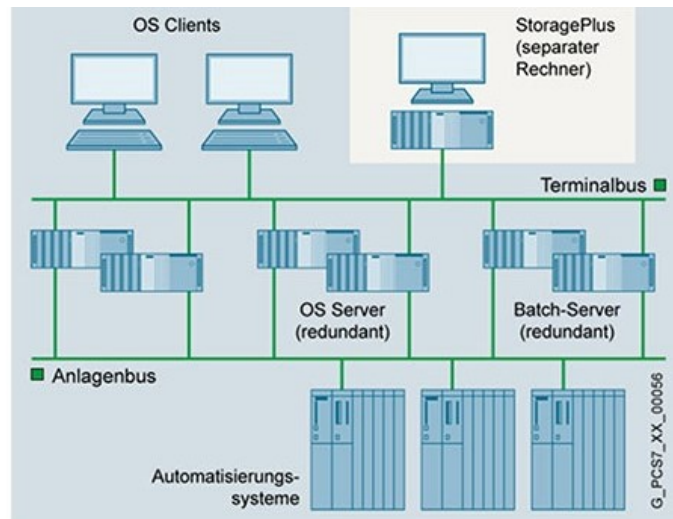 OS Clients
StoragePlus
(separater
Rechner)
Terminalbus
OS Server
(redundant)
Batch-Server
(redundant)
Anlagenbus
Automatisierungs-
systeme
G_PCS7_XX_00056